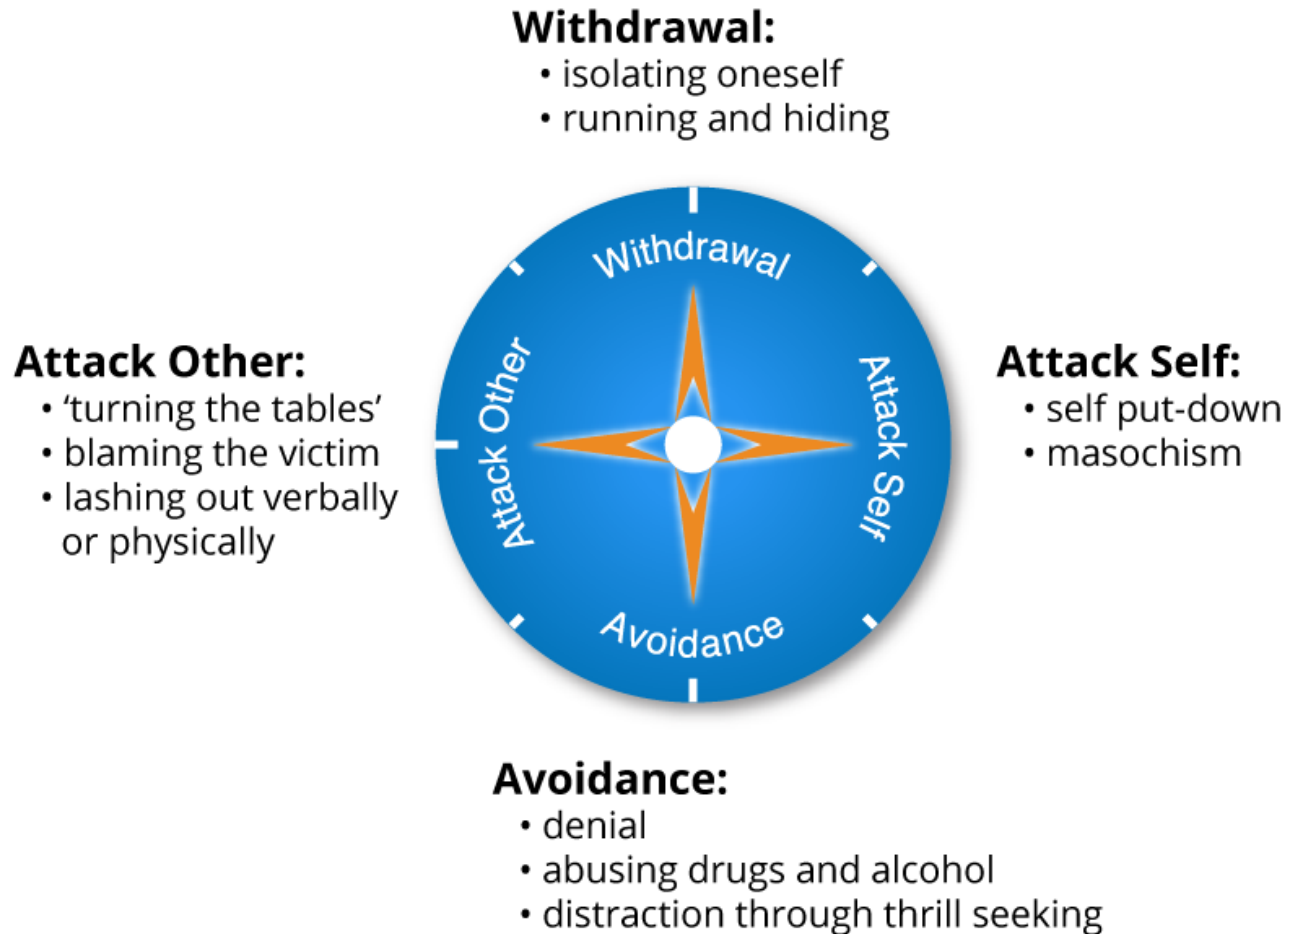 Withdrawal:
• isolating oneself
• running and hiding
Withdrawal
Attack Other:
• ‘turning the tables’
• blaming the victim
• lashing out verbally
or physically
Attack Other
Attack Self
Attack Self:
• self put-down
• masochism
Avoidance
Avoidance:
• denial
• abusing drugs and alcohol
• distraction through thrill seeking